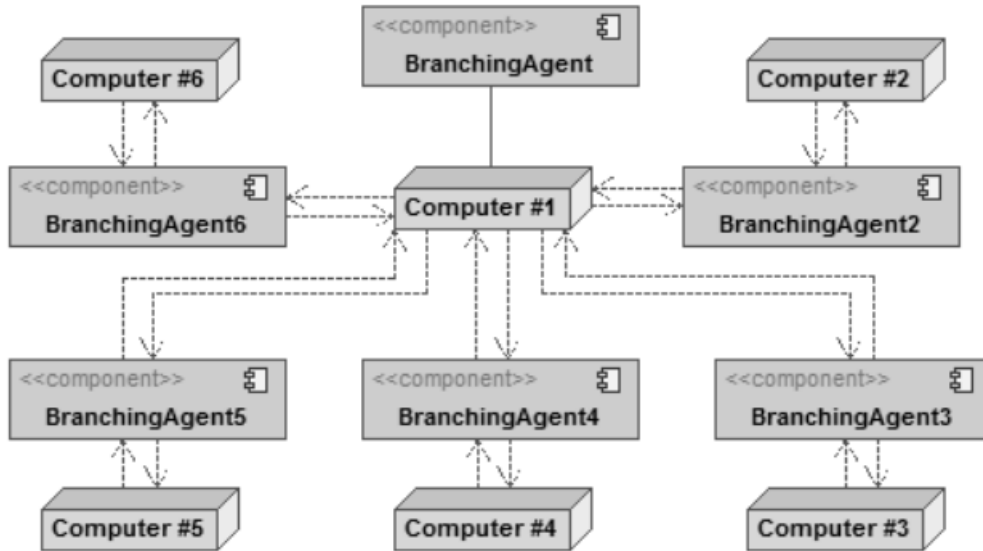 <<component>>
BranchingAgent
Computer #6
Computer #2
<<component>>
BranchingAgent6
Computer #1
<<component>>
BranchingAgent2
<<component>>
BranchingAgent5
<<component>>
BranchingAgent4
<<component>>
BranchingAgent3
Computer #5
Computer #4
Computer #3